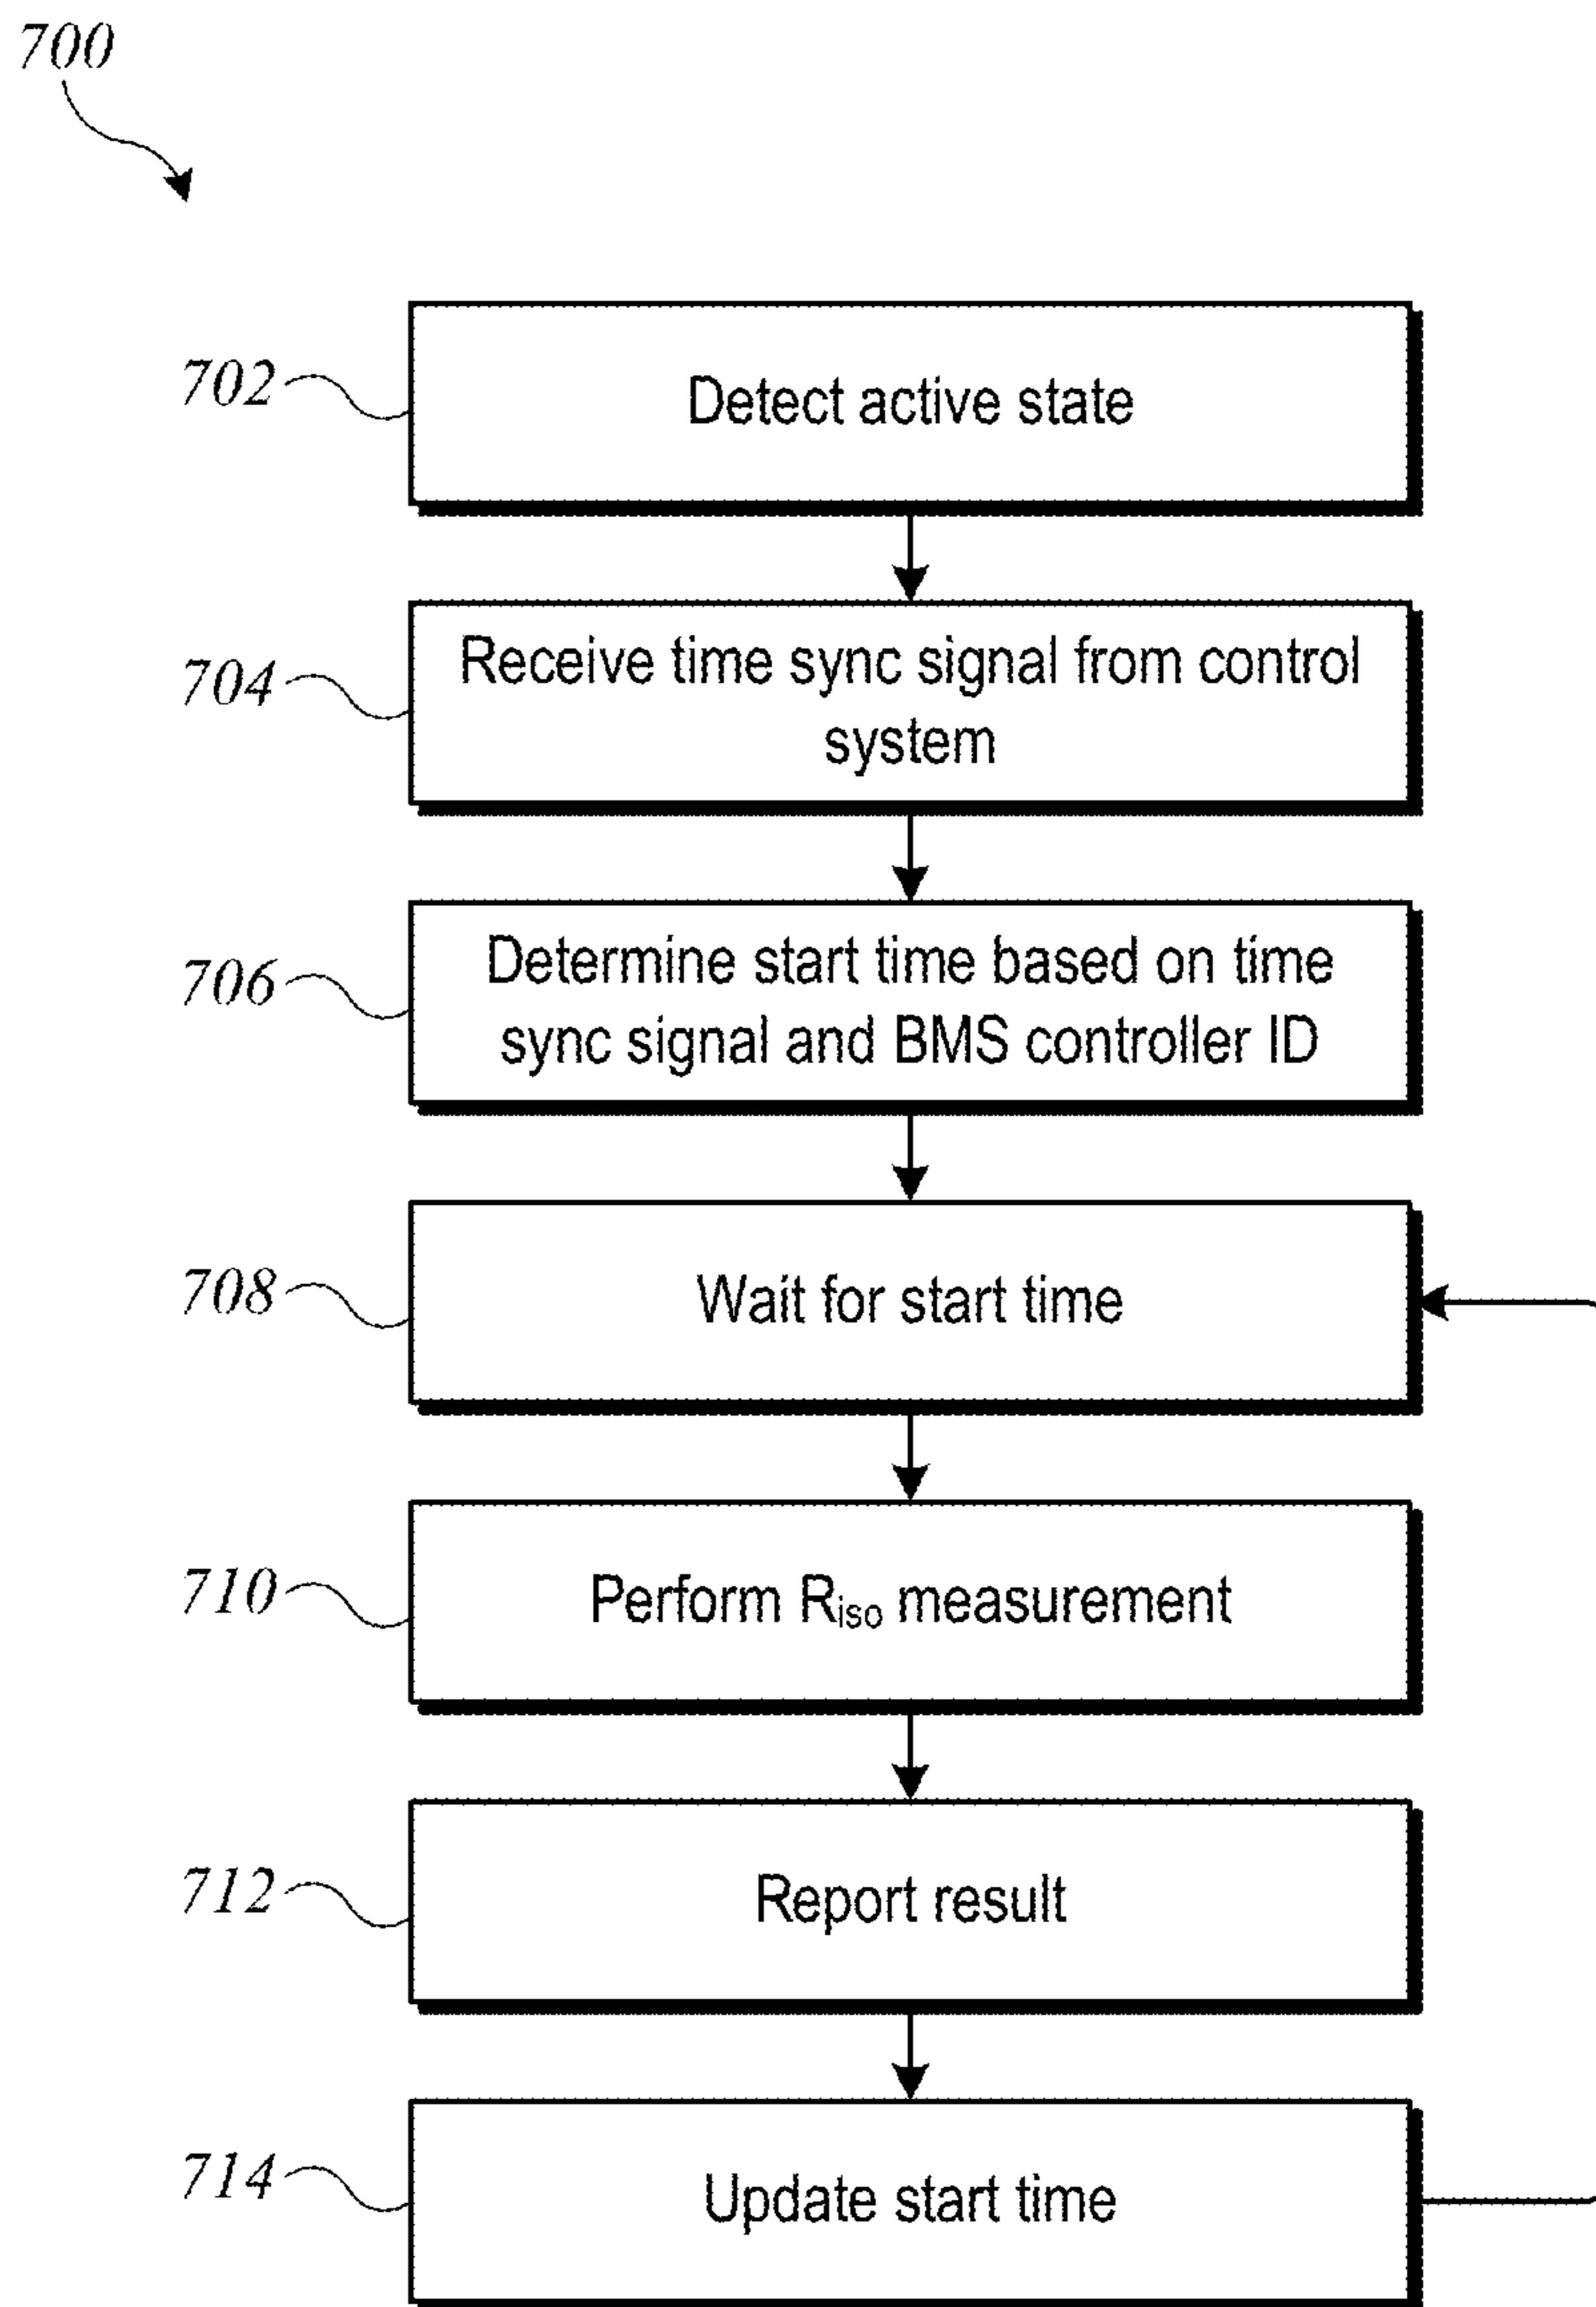 700
702
Detect active state
704
Receive time sync signal from control
system
706
Determine start time based on time
sync signal and BMS controller ID
708
Wait for start time
710
Perform Riso measurement
712
Report result
714
Update start time